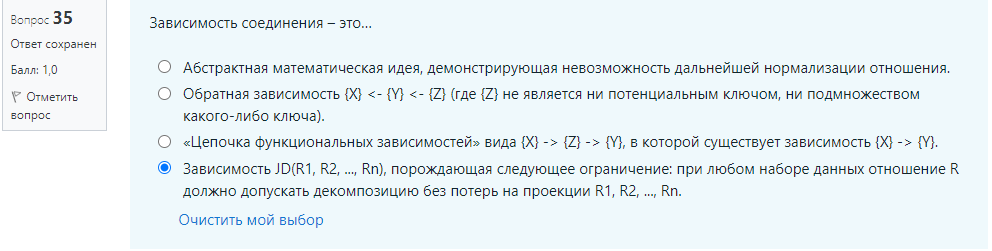 Вопрос 35
Ответ сохранен
Балл: 1,0
Отметить
вопрос
Зависимость соединения – это...
Абстрактная математическая идея, демонстрирующая невозможность дальнейшей нормализации отношения.
Обратная зависимость {X} <- {Y} <- {Z} (где {Z} не является ни потенциальным ключом, ни подмножеством
какого-либо ключа).
«Цепочка функциональных зависимостей» вида {X} -> {Z} -> {Y}, в которой существует зависимость {X} -> {Y}.
Зависимость JD(R1, R2, ..., Rn), порождающая следующее ограничение: при любом наборе данных отношение R
должно допускать декомпозицию без потерь на проекции R1, R2, ..., Rn.
Очистить мой выбор